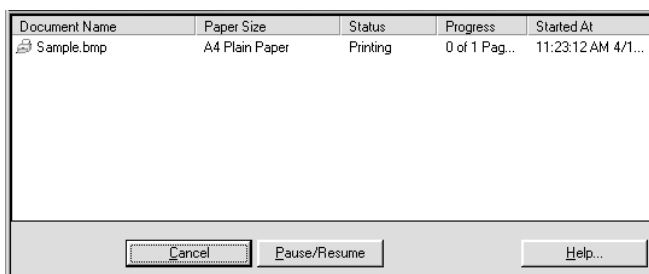 Document Name Paper Size Status Progress Started At
Sample.bmp A4 Plain Paper Printing 0 of 1 Pag... 11:23:12 AM 4/1...
Cancel Pause/Resume Help...